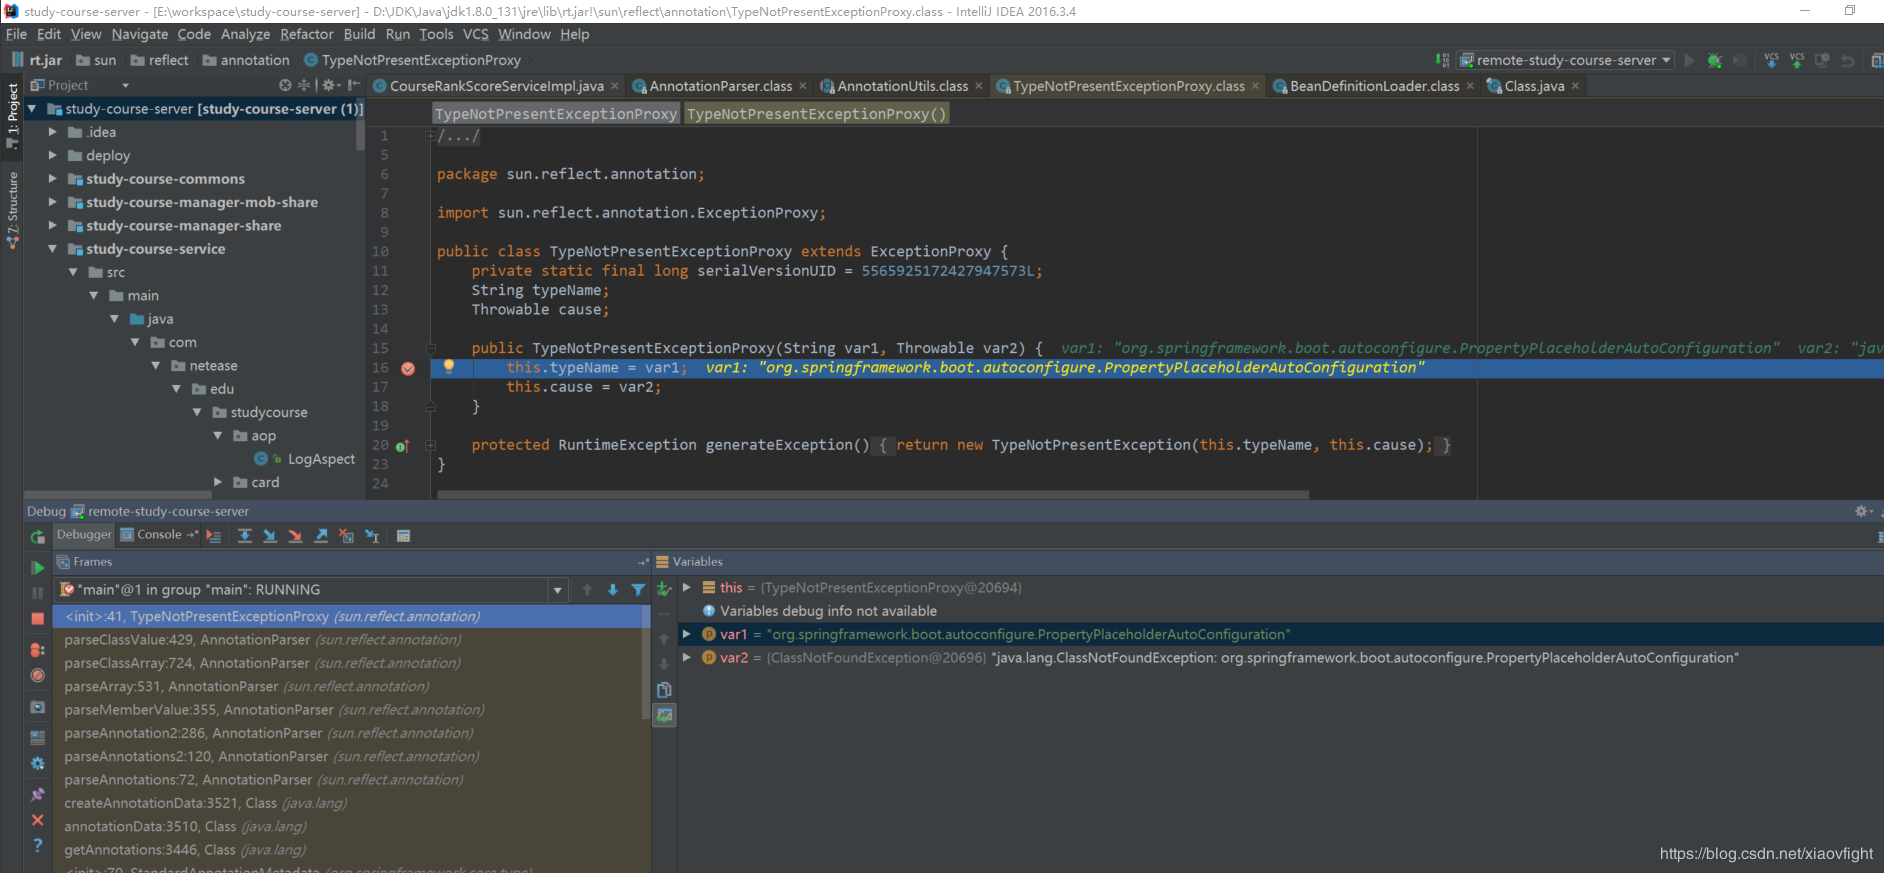 study-course-server - [E:\workspace\study-course-server] - D:\JDK\Java\jdk1.8.0_131\jre\lib\rt.jar!\sun\reflect\annotation\TypeNotPresentExceptionProxy.class - IntelliJ IDEA 2016.3.4
File Edit View Navigate Code Analyze Refactor Build Run Tools VCS Window Help
rt.jar sun reflect annotation TypeNotPresentExceptionProxy
remote-study-course-server VCS VCS
Project
CourseRankScoreServiceImpl.java AnnotationParser.class AnnotationUtils.class TypeNotPresentExceptionProxy.class BeanDefinitionLoader.class Class.java
1: Project
Z: Structure
study-course-server [study-course-server (1)]
.idea
deploy
study-course-commons
study-course-manager-mob-share
study-course-manager-share
study-course-service
src
main
java
com
netease
edu
studycourse
aop
LogAspect
card
TypeNotPresentExceptionProxy TypeNotPresentExceptionProxy()
1 /.../
5
6 package sun.reflect.annotation;
7
8 import sun.reflect.annotation.ExceptionProxy;
9
10 public class TypeNotPresentExceptionProxy extends ExceptionProxy {
11 private static final long serialVersionUID = 5565925172427947573L;
12 String typeName;
13 Throwable cause;
14
15 public TypeNotPresentExceptionProxy(String var1, Throwable var2) { var1: "org.springframework.boot.autoconfigure.PropertyPlaceholderAutoConfiguration" var2: "jav
16 this.typeName = var1; var1: "org.springframework.boot.autoconfigure.PropertyPlaceholderAutoConfiguration"
17 this.cause = var2;
18 }
19
20 protected RuntimeException generateException() { return new TypeNotPresentException(this.typeName, this.cause); }
23 }
24
Debug remote-study-course-server
Debugger Console
Frames
"main"@1 in group "main": RUNNING
<init>:41, TypeNotPresentExceptionProxy (sun.reflect.annotation)
parseClassValue:429, AnnotationParser (sun.reflect.annotation)
parseClassArray:724, AnnotationParser (sun.reflect.annotation)
parseArray:531, AnnotationParser (sun.reflect.annotation)
parseMemberValue:355, AnnotationParser (sun.reflect.annotation)
parseAnnotation2:286, AnnotationParser (sun.reflect.annotation)
parseAnnotations2:120, AnnotationParser (sun.reflect.annotation)
parseAnnotations:72, AnnotationParser (sun.reflect.annotation)
createAnnotationData:3521, Class (java.lang)
annotationData:3510, Class (java.lang)
getAnnotations:3446, Class (java.lang)
<init>:70, StandardAnnotationMetadata (org.springframework.core.type)
Variables
this = {TypeNotPresentExceptionProxy@20694}
Variables debug info not available
var1 = "org.springframework.boot.autoconfigure.PropertyPlaceholderAutoConfiguration"
var2 = {ClassNotFoundException@20696} "java.lang.ClassNotFoundException: org.springframework.boot.autoconfigure.PropertyPlaceholderAutoConfiguration"
https://blog.csdn.net/xiaovfight